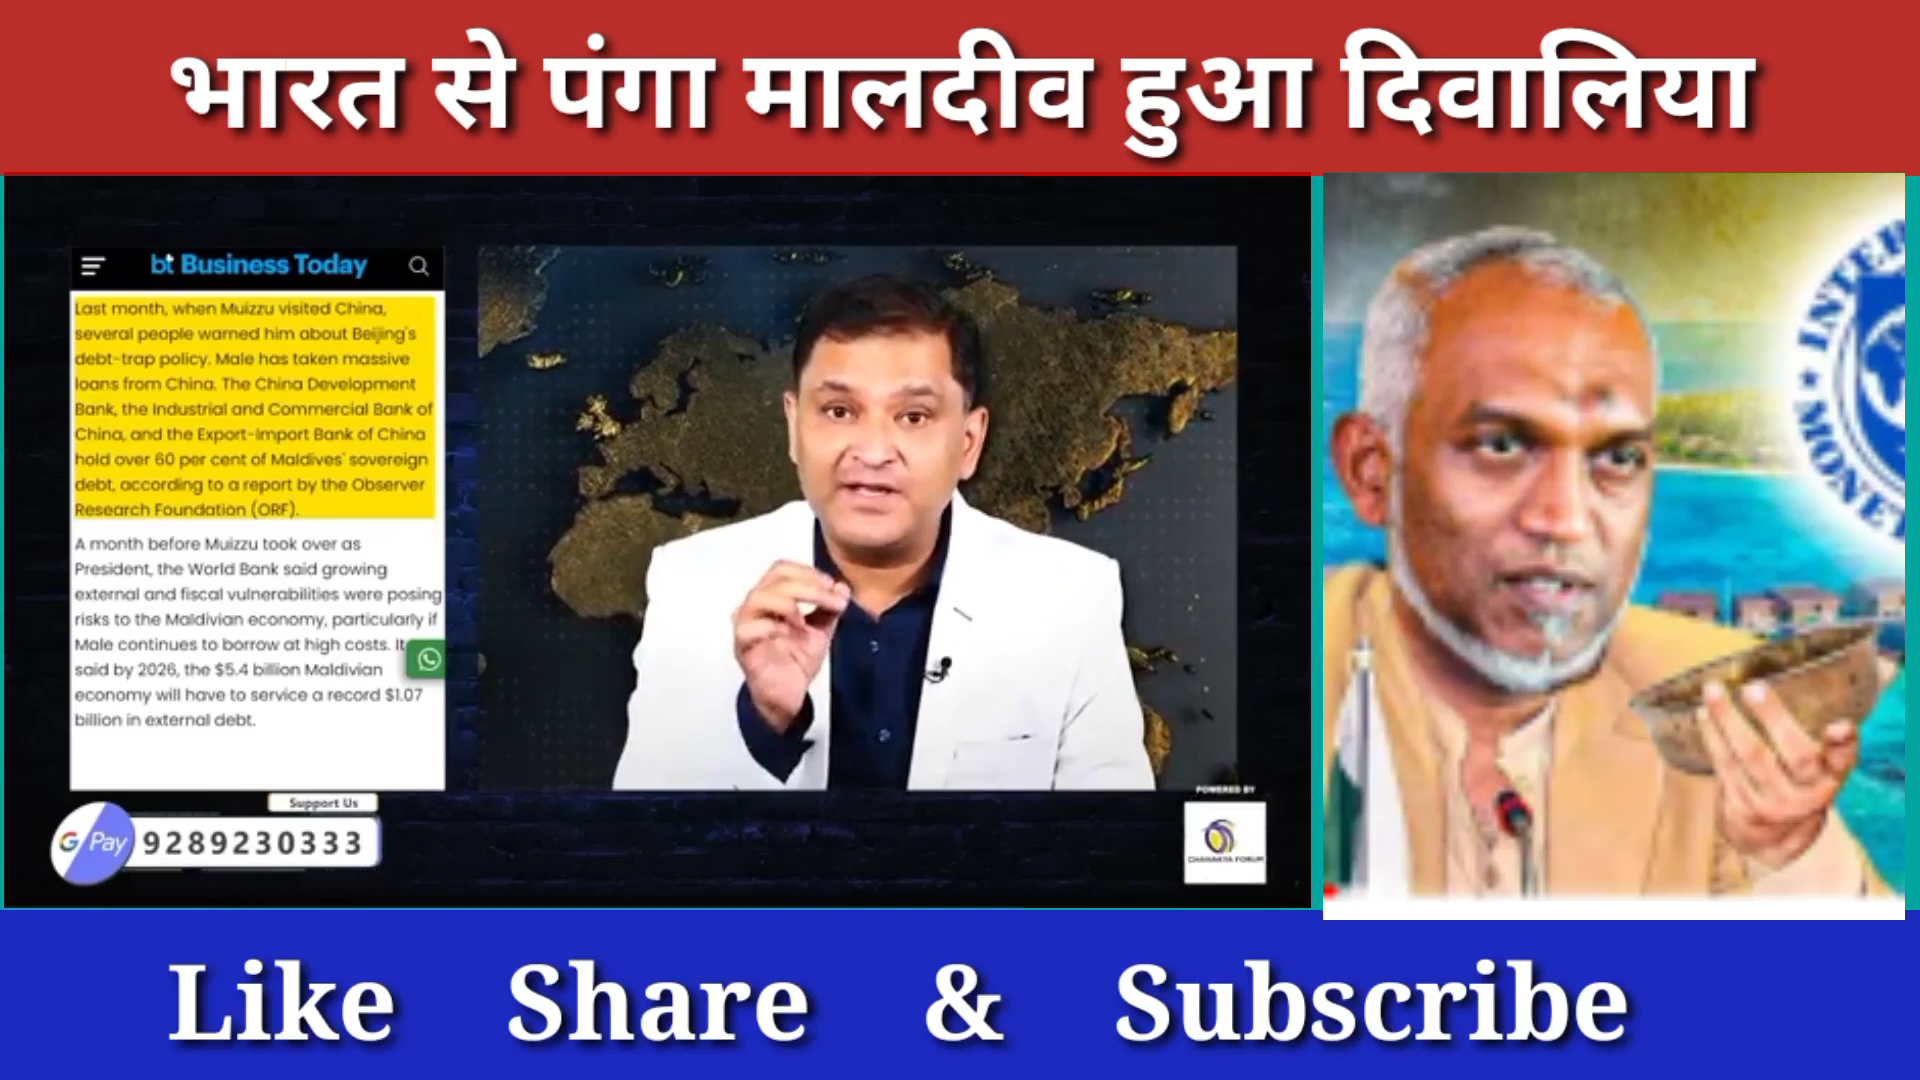 भारत से पंगा मालदीव हुआ दिवालिया
bt Business Today
Last month, when Muizzu visited China,
several people warned him about Beijing's
debt-trap policy. Male has taken massive
loans from China. The China Development
Bank, the Industrial and Commercial Bank of
China, and the Export-Import Bank of China
hold over 60 per cent of Maldives' sovereign
debt, according to a report by the Observer
Research Foundation (ORF).
A month before Muizzu took over as
President, the World Bank said growing
external and fiscal vulnerabilities were posing
risks to the Maldivian economy, particularly if
Male continues to borrow at high costs. It
said by 2026, the $5.4 billion Maldivian
economy will have to service a record $1.07
billion in external debt.
Support Us
G Pay 9289230333
POWERED BY
CHANAKYA FORUM
Like Share & Subscribe